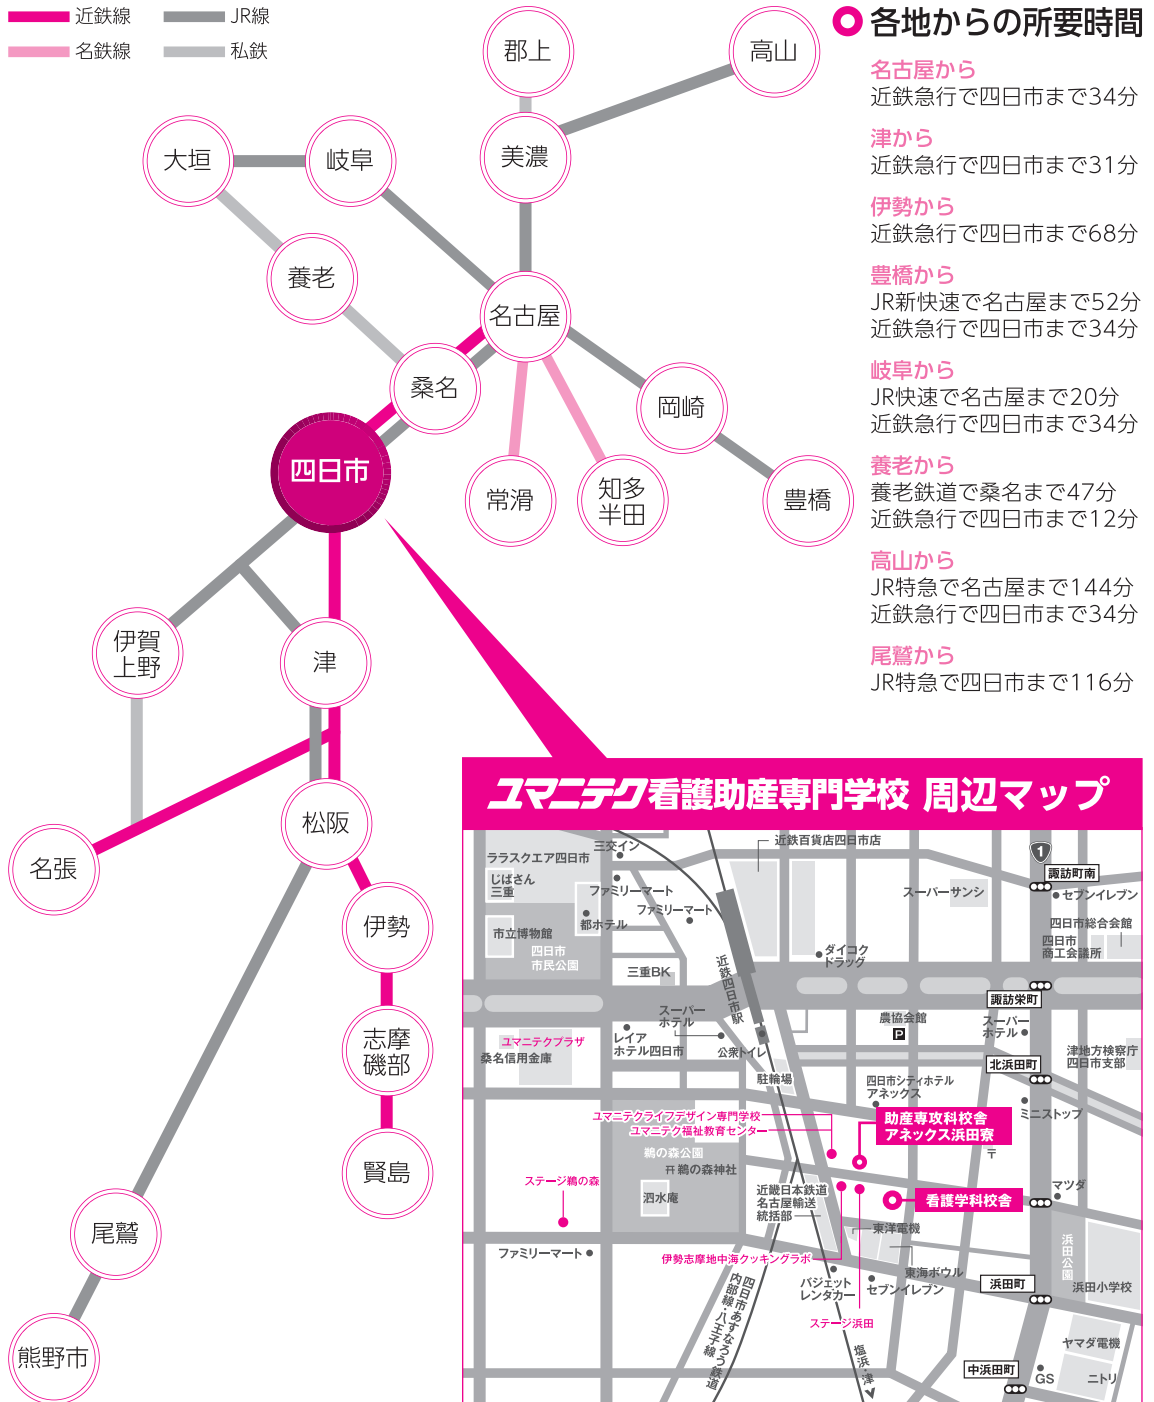 近鉄線
JR線
名鉄線
私鉄
郡上
高山
大垣
岐阜
美濃
養老
名古屋
桑名
岡崎
四日市
常滑
知多
半田
豊橋
伊賀
上野
津
松阪
名張
伊勢
志摩
磯部
賢島
尾鷲
熊野市
各地からの所要時間
名古屋から
近鉄急行で四日市まで34分
津から
近鉄急行で四日市まで31分
伊勢から
近鉄急行で四日市まで68分
豊橋から
JR新快速で名古屋まで52分
近鉄急行で四日市まで34分
岐阜から
JR快速で名古屋まで20分
近鉄急行で四日市まで34分
養老から
養老鉄道で桑名まで47分
近鉄急行で四日市まで12分
高山から
JR特急で名古屋まで144分
近鉄急行で四日市まで34分
尾鷲から
JR特急で四日市まで116分
ユマニテク看護助産専門学校 周辺マップ
三交イン
近鉄百貨店四日市店
1
ララスクエア四日市
諏訪町南
じばさん
三重
ファミリーマート
スーパーサンシ
セブンイレブン
ファミリーマート
都ホテル
市立博物館
四日市総合会館
四日市
市民公園
ダイコク
ドラッグ
四日市
商工会議所
三重BK
近鉄四日市駅
諏訪栄町
スーパー
ホテル
農協会館
P
スーパー
ホテル
レイア
ホテル四日市
ユマニテクプラザ
桑名信用金庫
公衆トイレ
津地方検察庁
四日市支部
北浜田町
駐輪場
四日市シティホテル
アネックス
ミニストップ
ユマニテクライフデザイン専門学校
ユマニテク福祉教育センター
助産専攻科校舎
アネックス浜田寮
〒
鵜の森公園
鵜の森神社
ステージ鵜の森
泗水庵
近畿日本鉄道
名古屋輸送
統括部
看護学科校舎
マツダ
東洋電機
浜田公園
ファミリーマート
伊勢志摩地中海クッキングラボ
東海ボウル
バジェット
レンタカー
セブンイレブン
浜田町
浜田小学校
四日市あすなろう鉄道
内部線・八王子線
ステージ浜田
塩浜・津
ヤマダ電機
中浜田町
GS
ニトリ